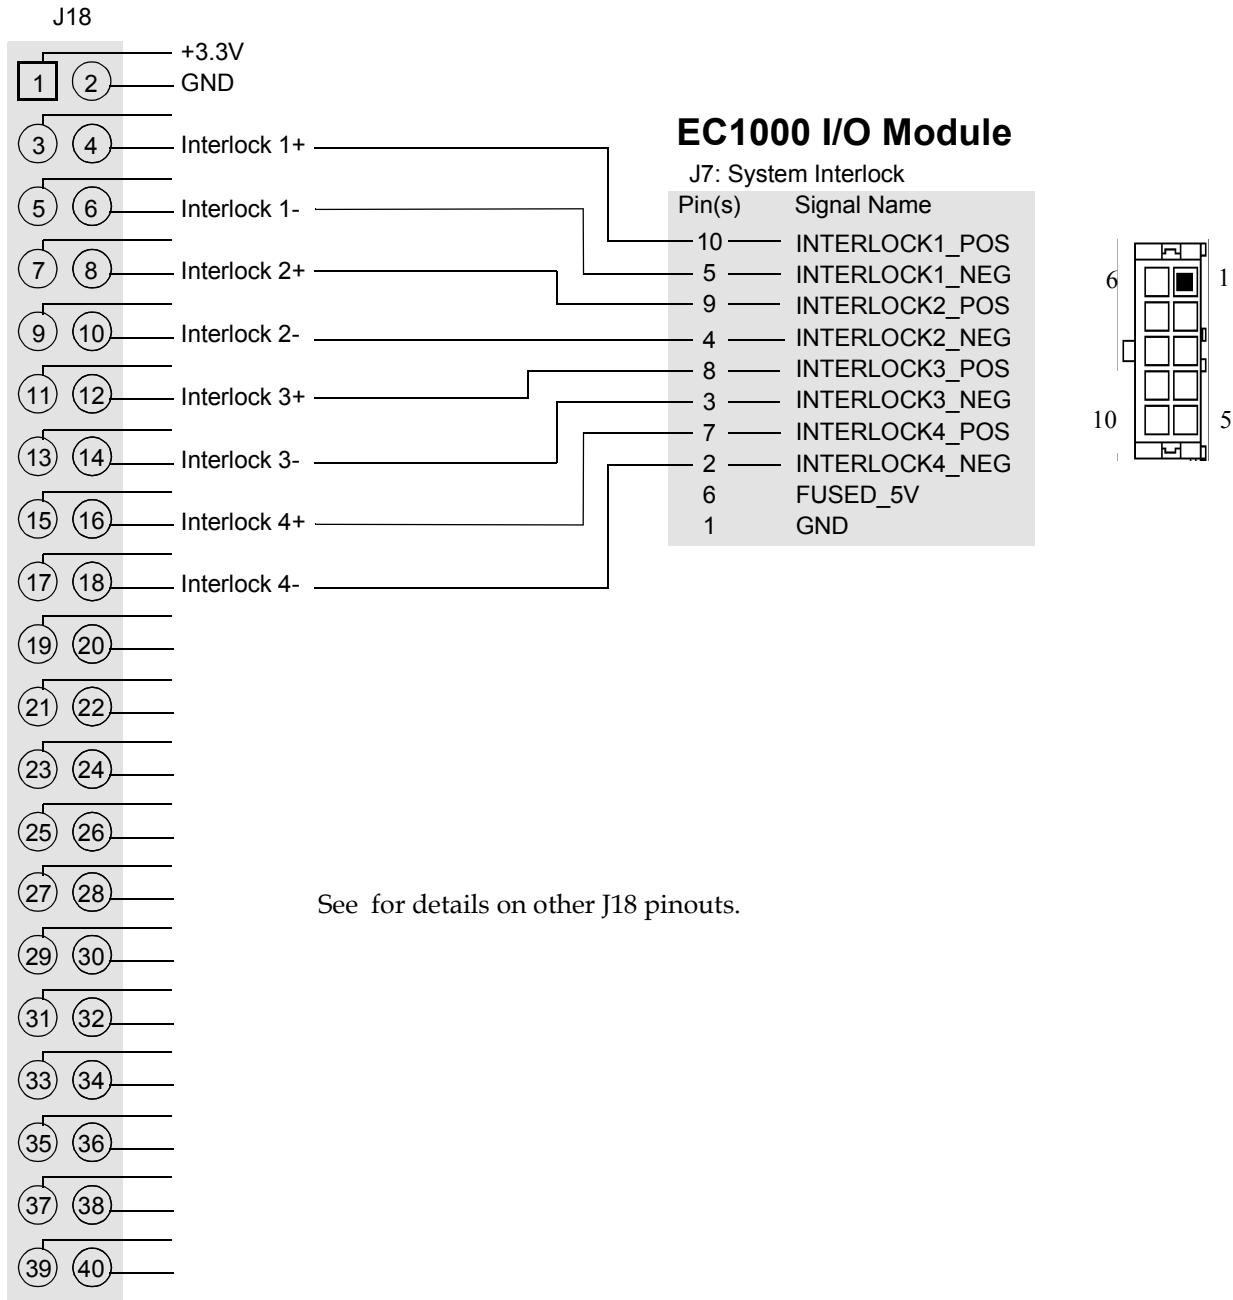 J18
+3.3V
1 2 GND
3 4 Interlock 1+
5 6 Interlock 1-
7 8 Interlock 2+
9 10 Interlock 2-
11 12 Interlock 3+
13 14 Interlock 3-
15 16 Interlock 4+
17 18 Interlock 4-
19 20
21 22
23 24
25 26
27 28
29 30
31 32
33 34
35 36
37 38
39 40
EC1000 I/O Module
J7: System Interlock
Pin(s) Signal Name
10 INTERLOCK1_POS
5 INTERLOCK1_NEG
9 INTERLOCK2_POS
4 INTERLOCK2_NEG
8 INTERLOCK3_POS
3 INTERLOCK3_NEG
7 INTERLOCK4_POS
2 INTERLOCK4_NEG
6 FUSED_5V
1 GND
6 1
10 5
See for details on other J18 pinouts.